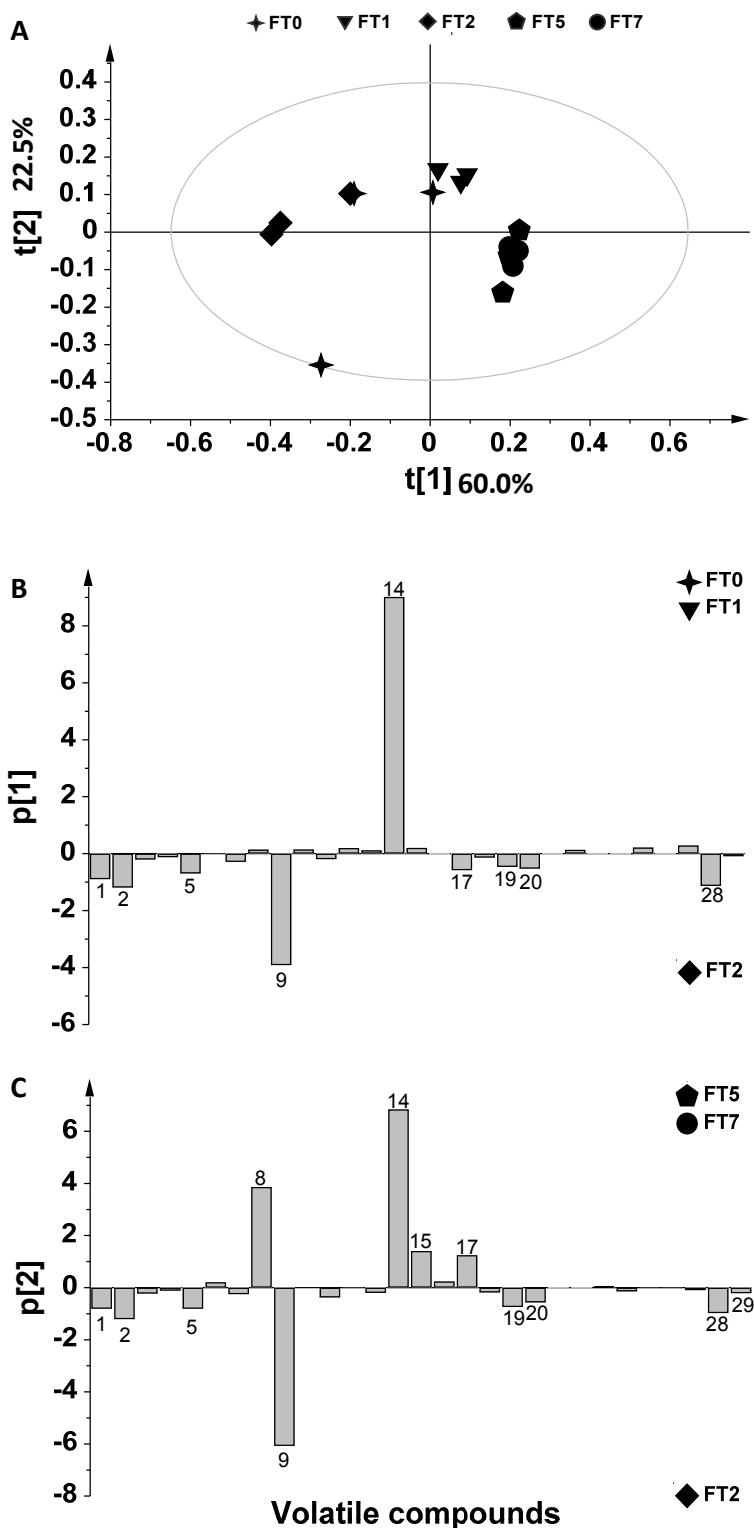 A
FT0 FT1 FT2 FT5 FT7
t[2] 22.5%
0.4
0.3
0.2
0.1
0
-0.1
-0.2
-0.3
-0.4
-0.5
-0.8 -0.6 -0.4 -0.2 0 0.2 0.4 0.6
t[1] 60.0%
B
FT0
FT1
p[1]
8
6
4
2
0
-2
-4
-6
14
1 2 5 9 17 19 20 28
FT2
C
FT5
FT7
p[2]
6
4
2
0
-2
-4
-6
-8
14
8
15 17
1 2 5 9 19 20 28 29
FT2
Volatile compounds